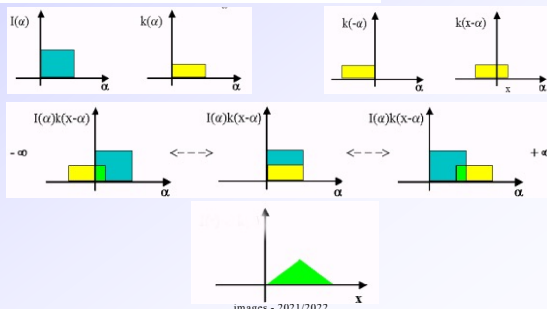 I(α)
α
k(α)
α
k(-α)
α
k(x-α)
x
α
- ∞
I(α)k(x-α)
α
<--->
I(α)k(x-α)
α
<--->
I(α)k(x-α)
α
+ ∞
x
images - 2021/2022